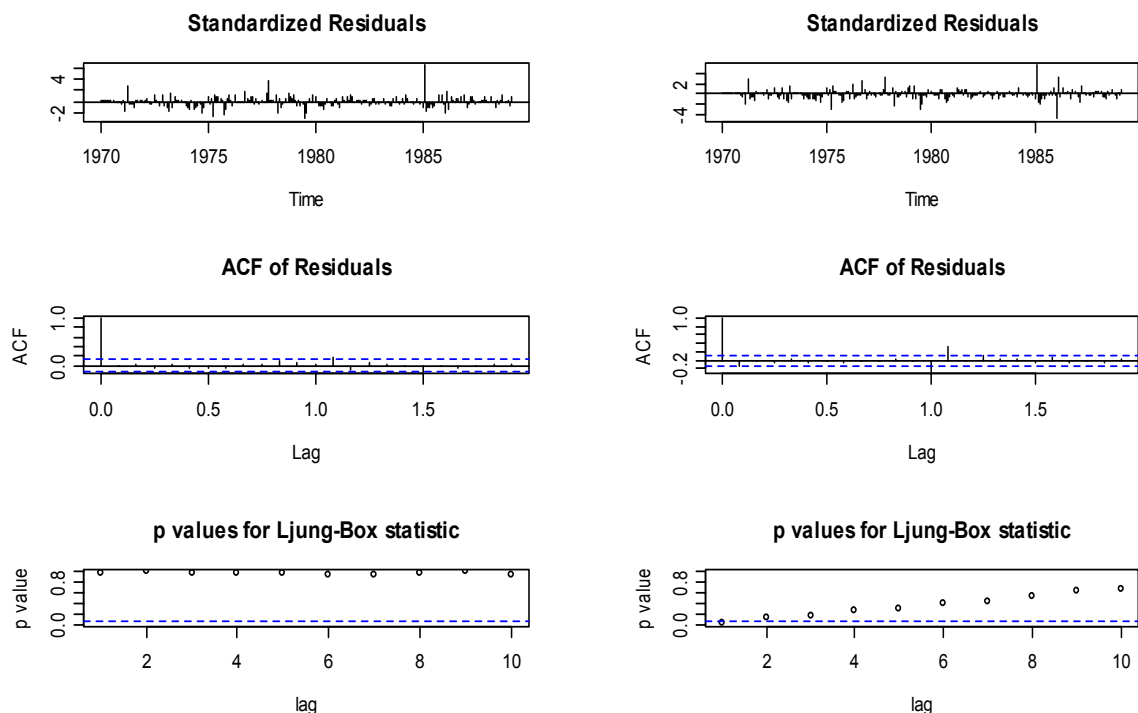 Standardized Residuals
4
-2
1970 1975 1980 1985
Time
ACF of Residuals
ACF
1.0
0.0
0.0 0.5 1.0 1.5
Lag
p values for Ljung-Box statistic
p value
0.8
0.0
2 4 6 8 10
lag
Standardized Residuals
2
-4
1970 1975 1980 1985
Time
ACF of Residuals
ACF
1.0
-0.2
0.0 0.5 1.0 1.5
Lag
p values for Ljung-Box statistic
p value
0.8
0.0
2 4 6 8 10
lag